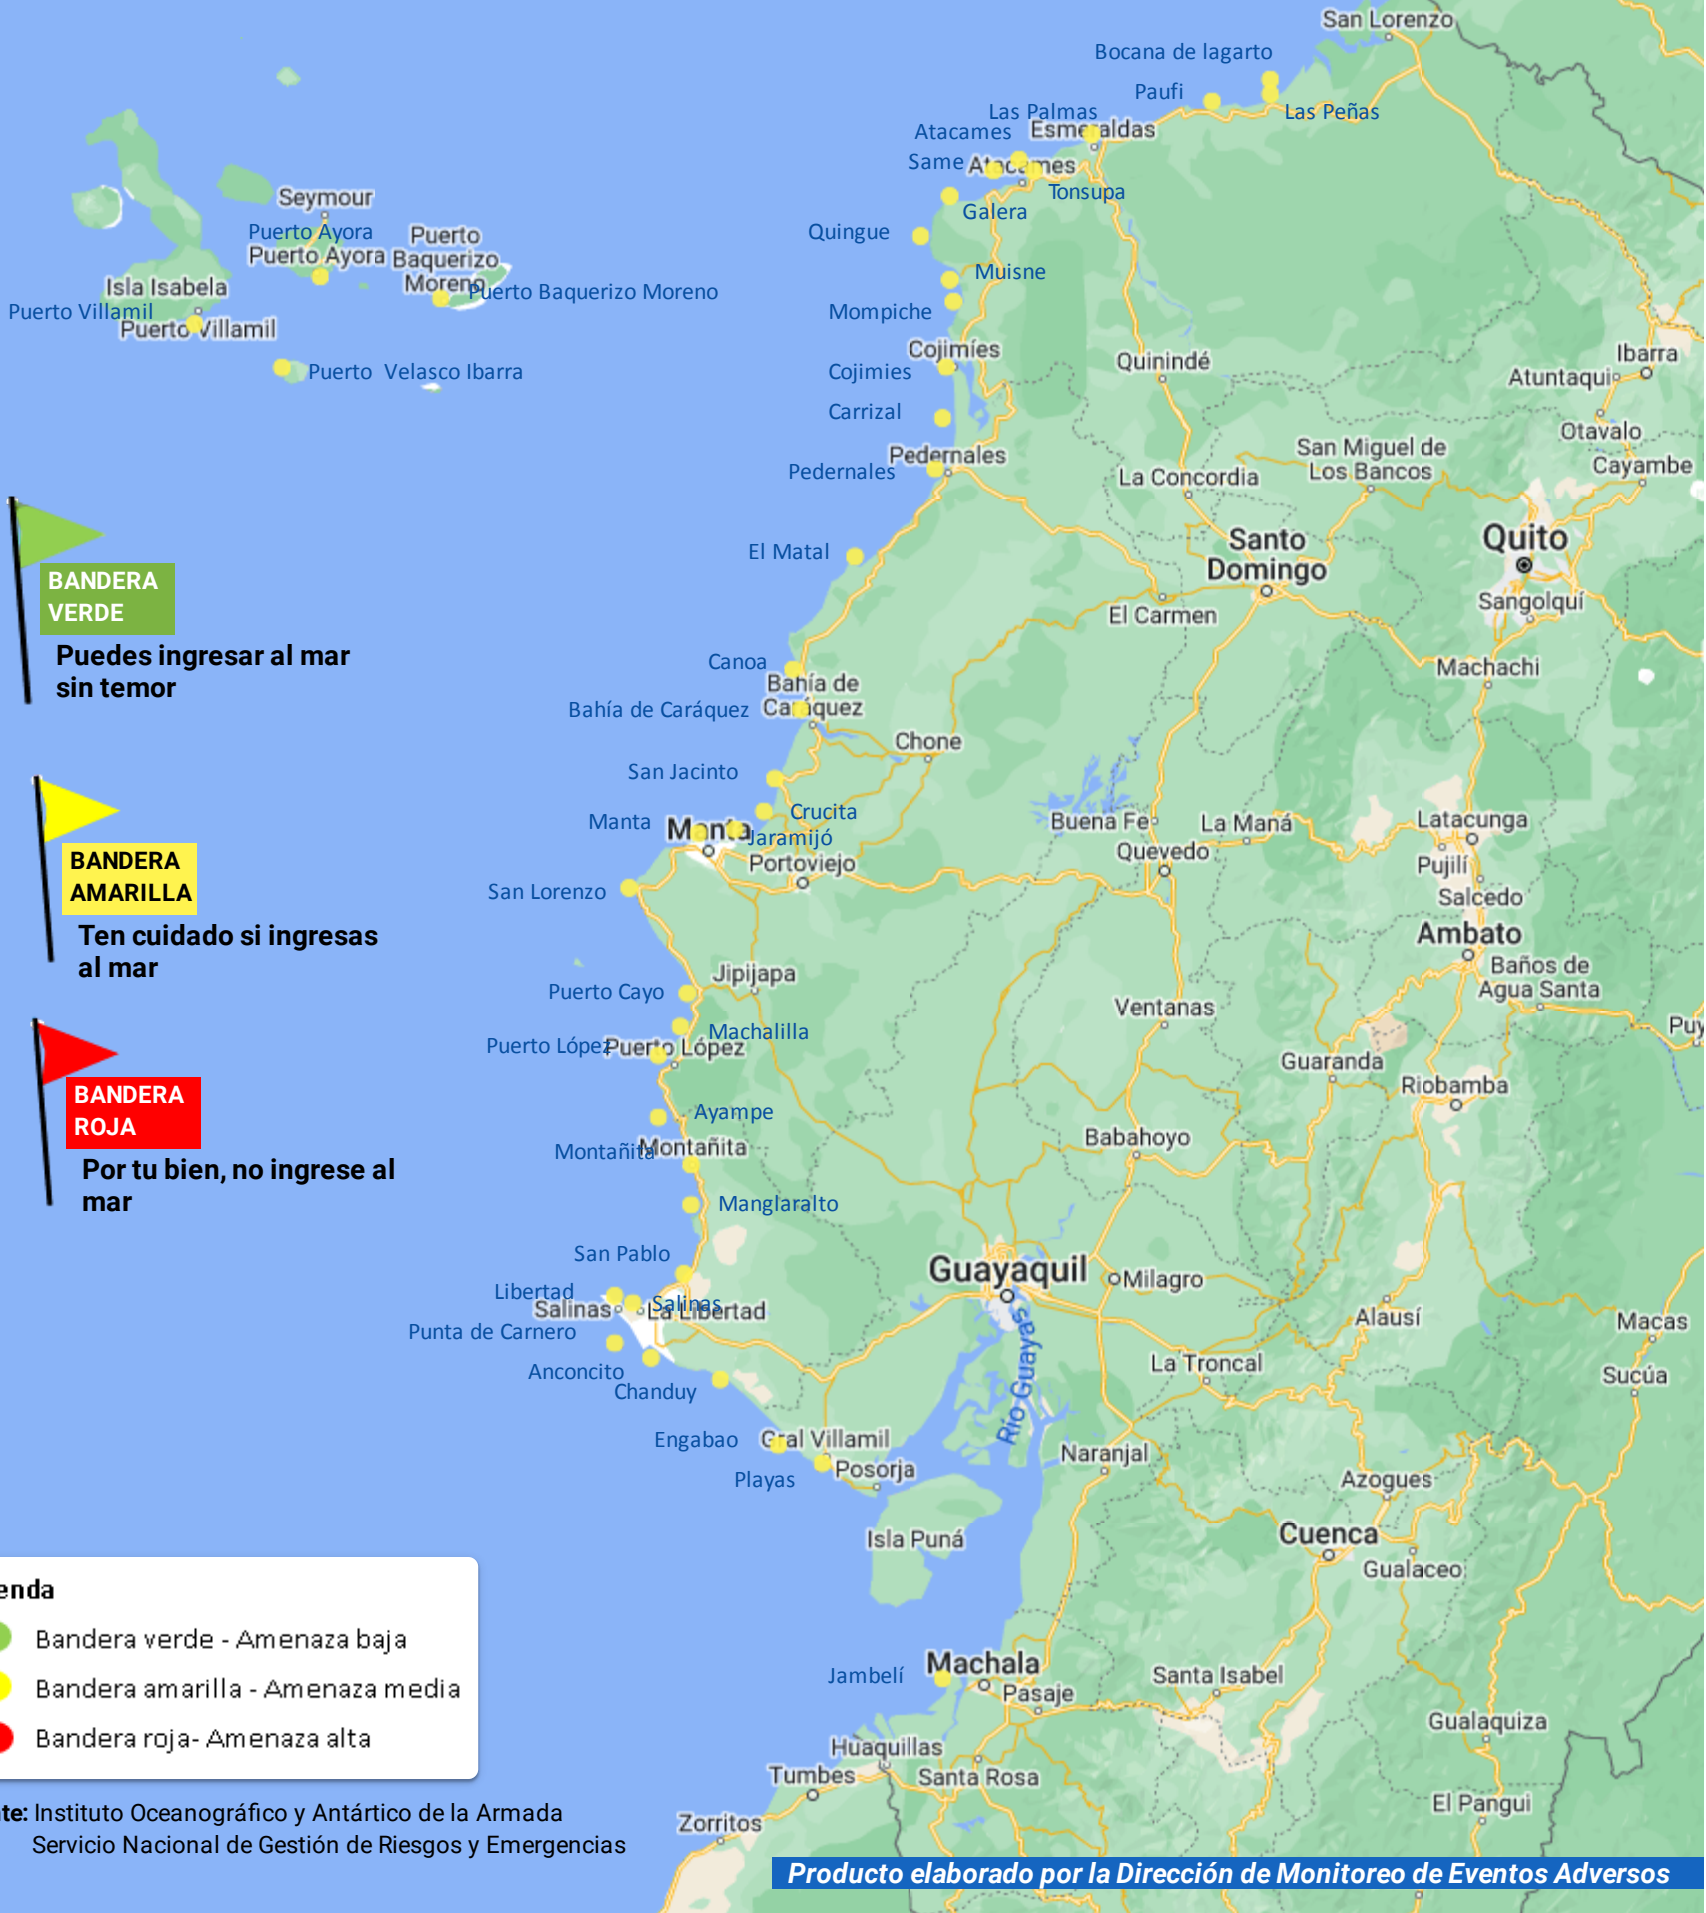 San Lorenzo
Bocana de lagarto
Paufi
Las Palmas
Las Peñas
Atacames
Esmeraldas
Same
Atacames
Tonsupa
Seymour
Galera
Puerto Ayora
Quingue
Puerto
Baquerizo
Moreno
Puerto Ayora
Muisne
Isla Isabela
Puerto Baquerizo Moreno
Puerto Villamil
Mompiche
Puerto Villamil
Cojimíes
Ibarra
Quinindé
Puerto Velasco Ibarra
Cojimies
Atuntaqui
Carrizal
Otavalo
San Miguel de
Los Bancos
Pedernales
Cayambe
Pedernales
La Concordia
Quito
Santo
Domingo
El Matal
BANDERA
VERDE
Sangolquí
El Carmen
Puedes ingresar al mar
sin temor
Canoa
Machachi
Bahía de
Caráquez
Bahía de Caráquez
Chone
San Jacinto
Crucita
Manta
Manta
Jaramijó
Buena Fe
La Maná
Latacunga
Quevedo
BANDERA
AMARILLA
Portoviejo
Pujilí
San Lorenzo
Salcedo
Ten cuidado si ingresas
al mar
Ambato
Baños de
Agua Santa
Jipijapa
Puerto Cayo
Ventanas
Puy
Machalilla
Puerto López
Puerto López
Guaranda
Riobamba
BANDERA
ROJA
Ayampe
Babahoyo
Montañita
Montañita
Por tu bien, no ingrese al
mar
Manglaralto
San Pablo
Guayaquil
Milagro
Libertad
Salinas
Salinas
La Libertad
Río Guayas
Alausí
Macas
Punta de Carnero
La Troncal
Anconcito
Sucúa
Chanduy
Engabao
Gral Villamil
Naranjal
Playas
Posorja
Azogues
Isla Puná
Cuenca
Gualaceo
enda
Bandera verde - Amenaza baja
Bandera amarilla - Amenaza media
Bandera roja- Amenaza alta
Jambelí
Machala
Santa Isabel
Pasaje
Gualaquiza
Huaquillas
Tumbes
Santa Rosa
El Pangui
Zorritos
te: Instituto Oceanográfico y Antártico de la Armada
Servicio Nacional de Gestión de Riesgos y Emergencias
Producto elaborado por la Dirección de Monitoreo de Eventos Adversos